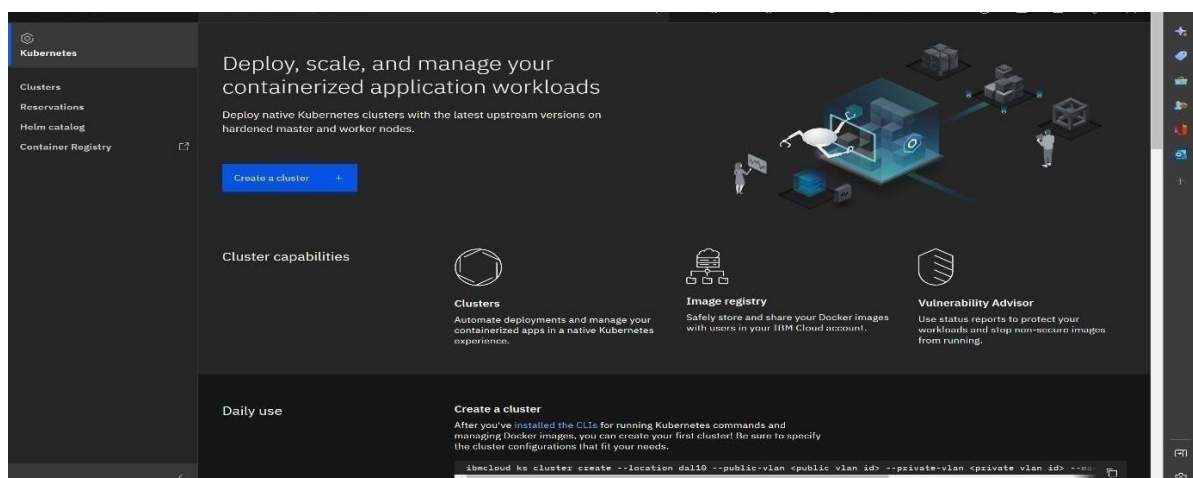 Kubernetes
Clusters
Reservations
Helm catalog
Container Registry
Deploy, scale, and manage your
containerized application workloads
Deploy native Kubernetes clusters with the latest upstream versions on
hardened master and worker nodes.
Create a cluster +
Cluster capabilities
Clusters
Automate deployments and manage your
containerized apps in a native Kubernetes
experience.
Image registry
Safely store and share your Docker images
with users in your IBM Cloud account.
Vulnerability Advisor
Use status reports to protect your
workloads and stop non-secure images
from running.
Daily use
Create a cluster
After you've installed the CLIs for running Kubernetes commands and
managing Docker images, you can create your first cluster! Be sure to specify
the cluster configurations that fit your needs.
ibmcloud ks cluster create --location dal10 --public-vlan <public vlan id> --private-vlan <private vlan id>